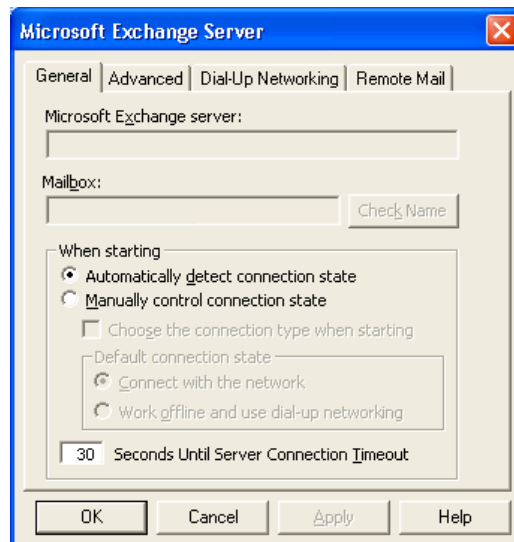 Microsoft Exchange Server
General Advanced Dial-Up Networking Remote Mail
Microsoft Exchange server:
Mailbox:
Check Name
When starting
Automatically detect connection state
Manually control connection state
Choose the connection type when starting
Default connection state
Connect with the network
Work offline and use dial-up networking
30 Seconds Until Server Connection Timeout
OK Cancel Apply Help